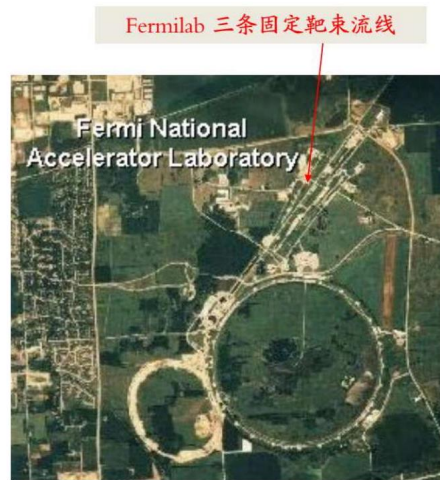 Fermilab 三条固定靶束流线
Fermi National
Accelerator Laboratory